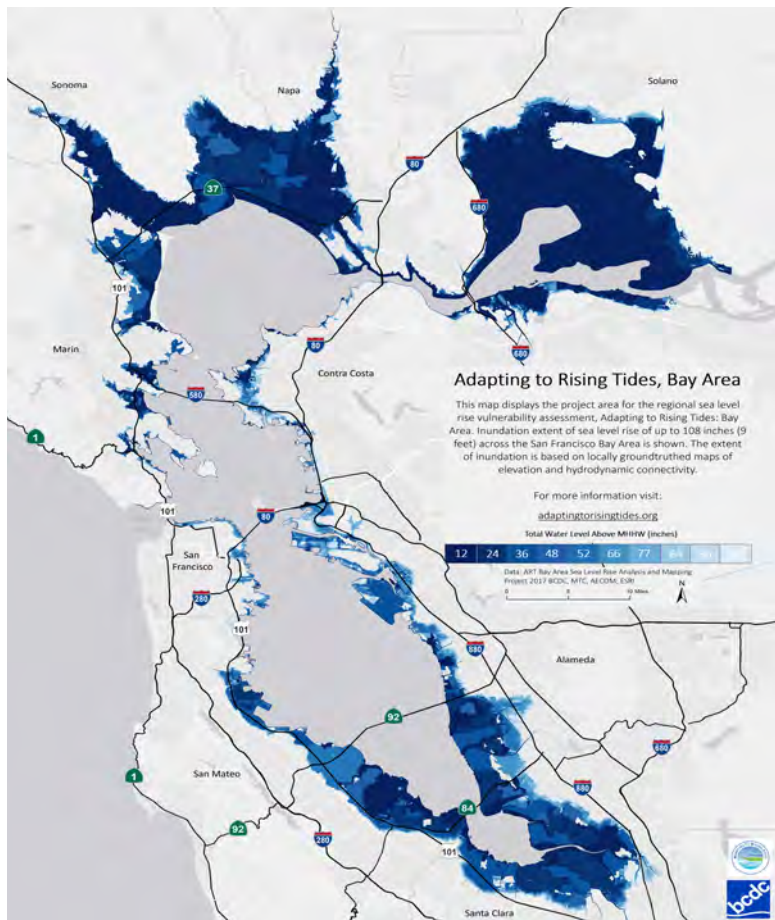 Sonoma
Napa
Solano
80
37
680
101
80
680
Marin
Contra Costa
580
Adapting to Rising Tides, Bay Area
This map displays the project area for the regional sea level
rise vulnerability assessment, Adapting to Rising Tides: Bay
Area. Inundation extent of sea level rise of up to 108 inches (9
feet) across the San Francisco Bay Area is shown. The extent
of inundation is based on locally groundtruthed maps of
elevation and hydrodynamic connectivity.
1
For more information visit:
adaptingtorisingtides.org
101
80
Total Water Level Above MHHW (inches)
12 24 36 48 52 66 77 84
San
Francisco
Data: ART Bay Area Sea Level Rise Analysis and Mapping
Project 2017 BCDC, MTC, AECOM, ESRI
N
280
101
880
Alameda
92
680
1
San Mateo
880
84
92
280
101
bcdc
Santa Clara